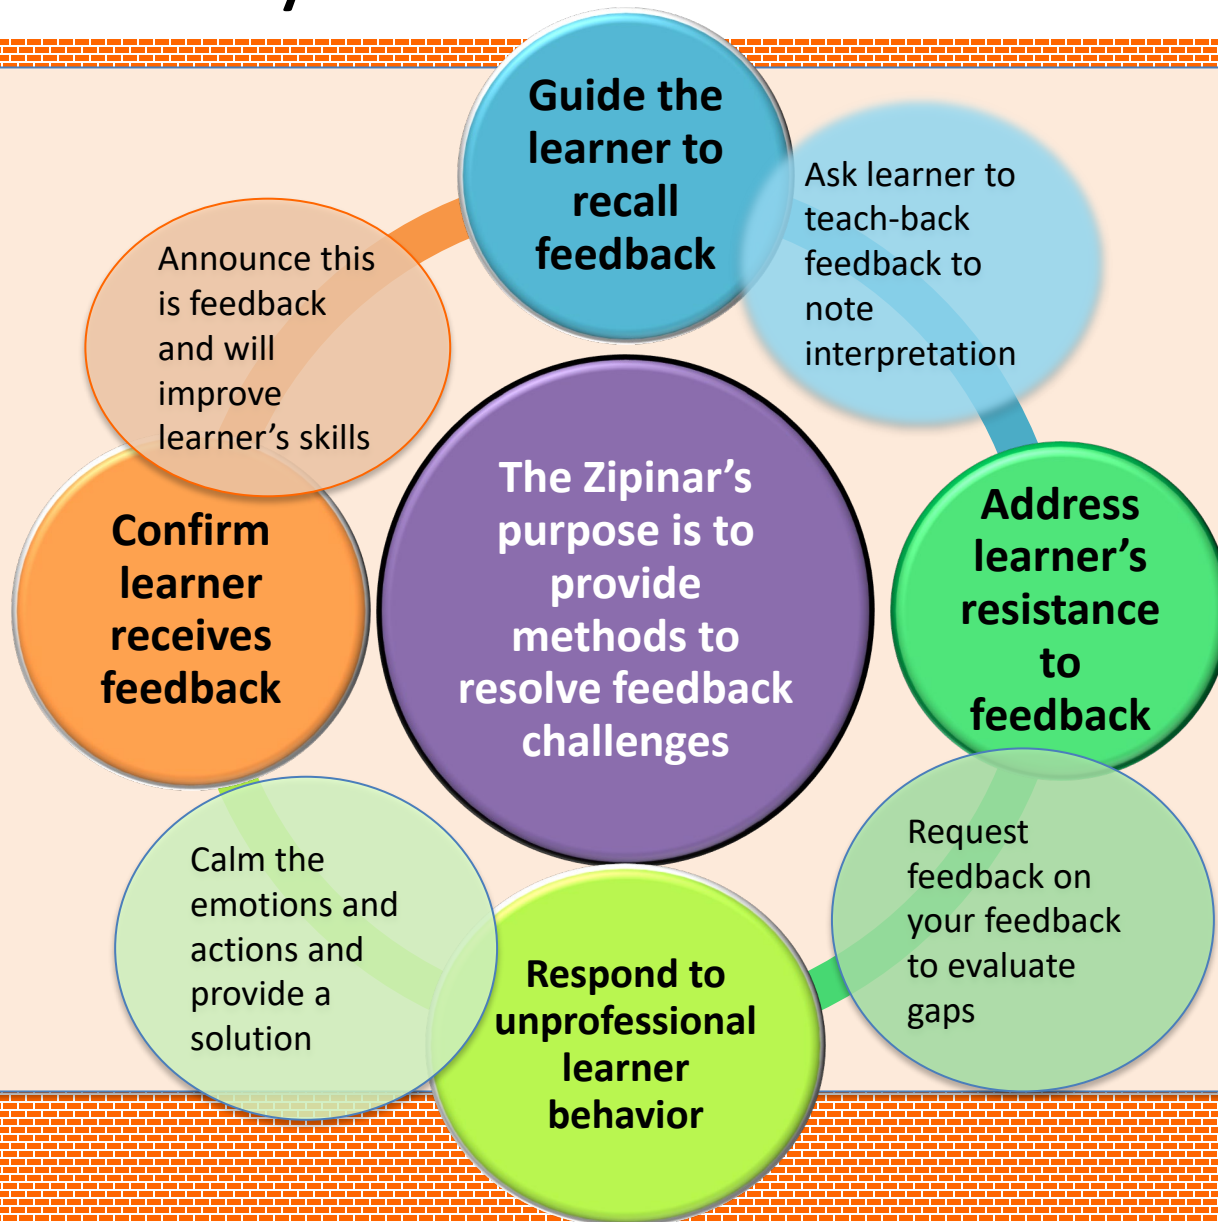 Guide the
learner to
recall
feedback
Ask learner to
teach-back
feedback to
note
interpretation
Announce this
is feedback
and will
improve
learner’s skills
The Zipinar’s
purpose is to
provide
methods to
resolve feedback
challenges
Address
learner’s
resistance
to
feedback
Confirm
learner
receives
feedback
Request
feedback on
your feedback
to evaluate
gaps
Calm the
emotions and
actions and
provide a
solution
Respond to
unprofessional
learner
behavior